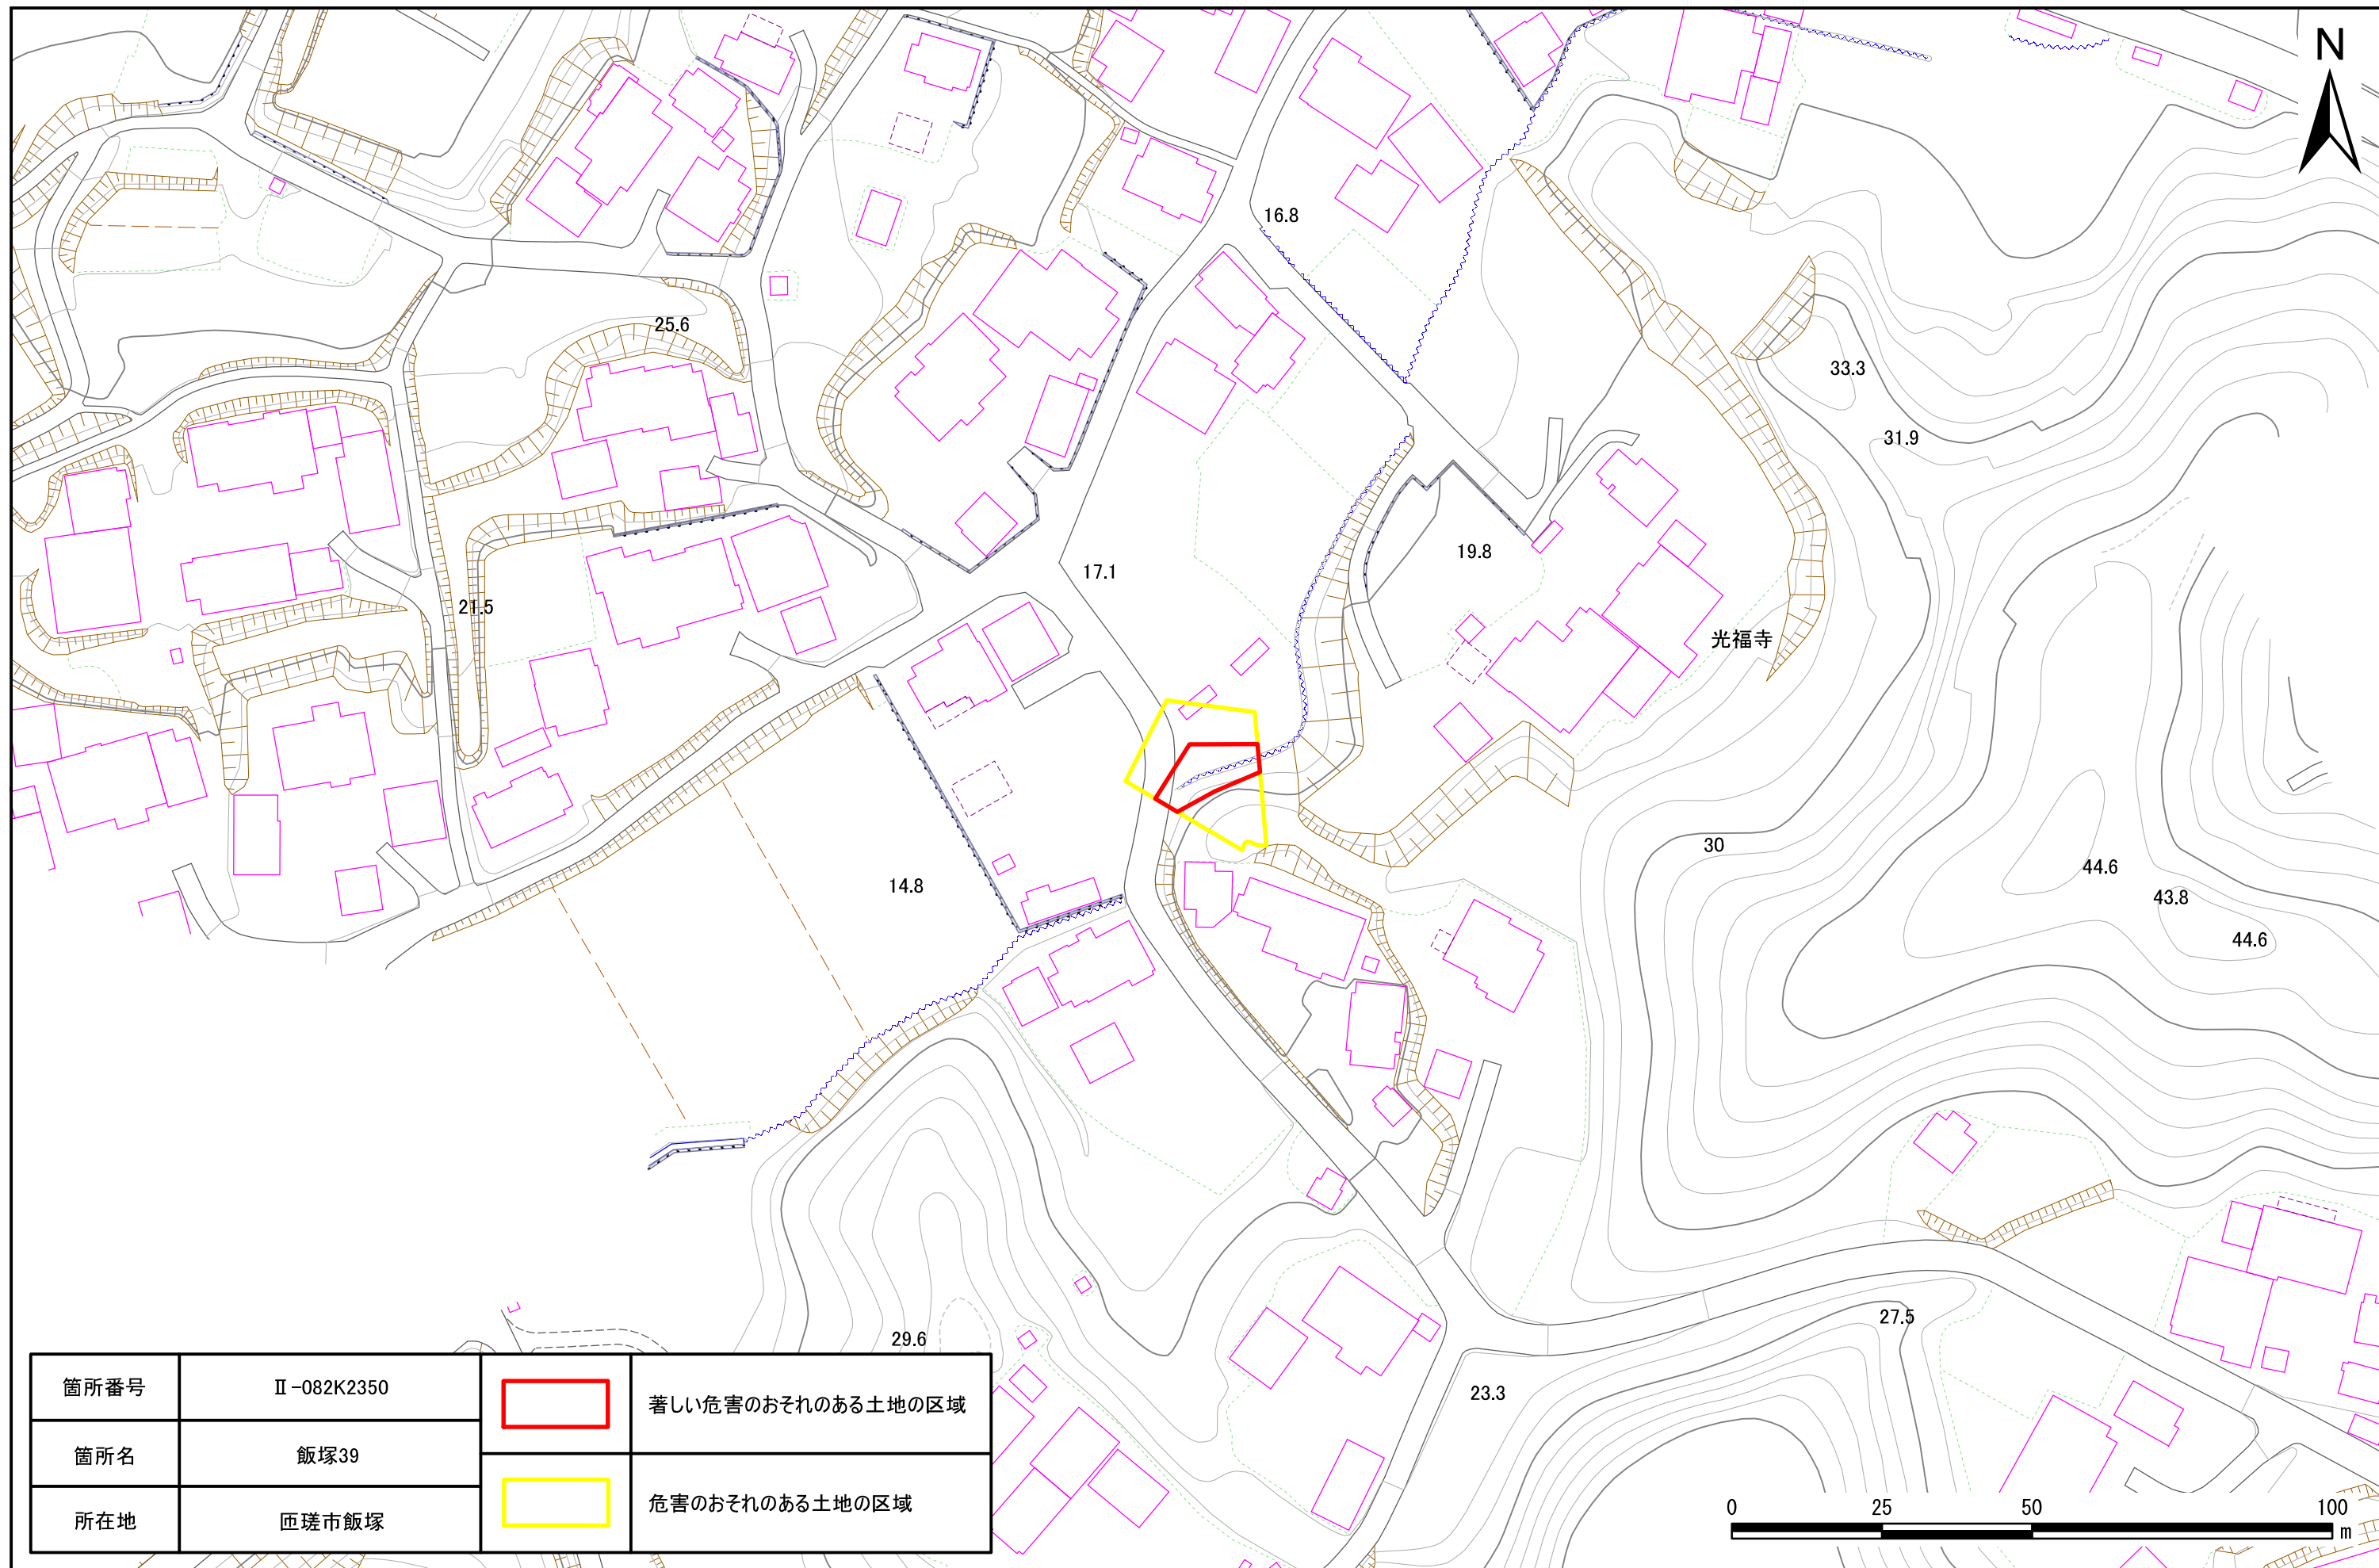 N
16.8
25.6
33.3
31.9
19.8
17.1
21.5
光福寺
30
44.6
14.8
43.8
44.6
27.5
29.6
23.3
箇所番号 Ⅱ-082K2350
箇所名 飯塚39
所在地 匝瑳市飯塚
著しい危害のおそれのある土地の区域
危害のおそれのある土地の区域
0 25 50 100
m